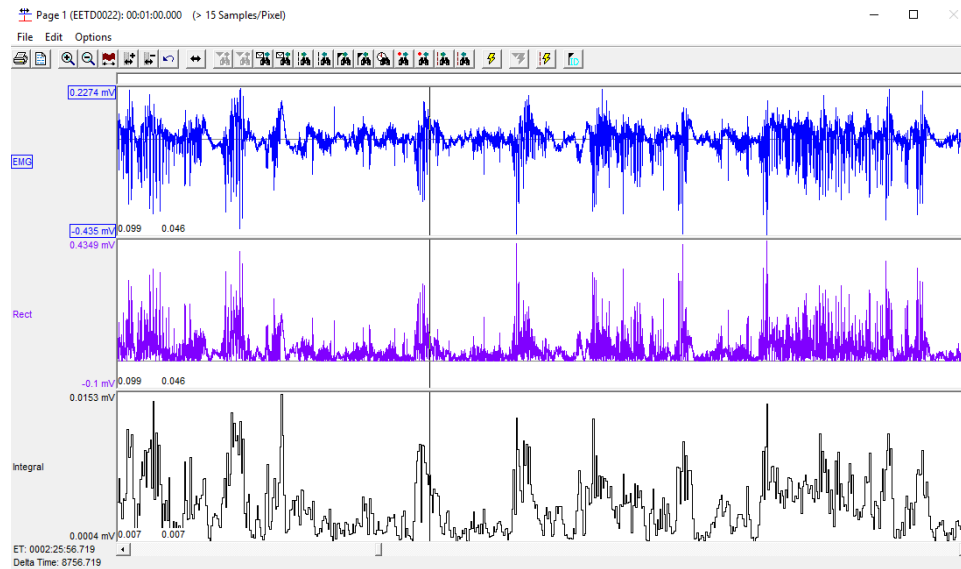 Page 1 (EETD0022): 00:01:00.000 (> 15 Samples/Pixel)
File Edit Options
TD
0.2274 mV
EMG
-0.435 mV
0.099 0.046
0.4349 mV
Rect
-0.1 mV
0.099 0.046
0.0153 mV
Integral
0.0004 mV
0.007 0.007
ET: 0002:25:56.719
Delta Time: 8756.719